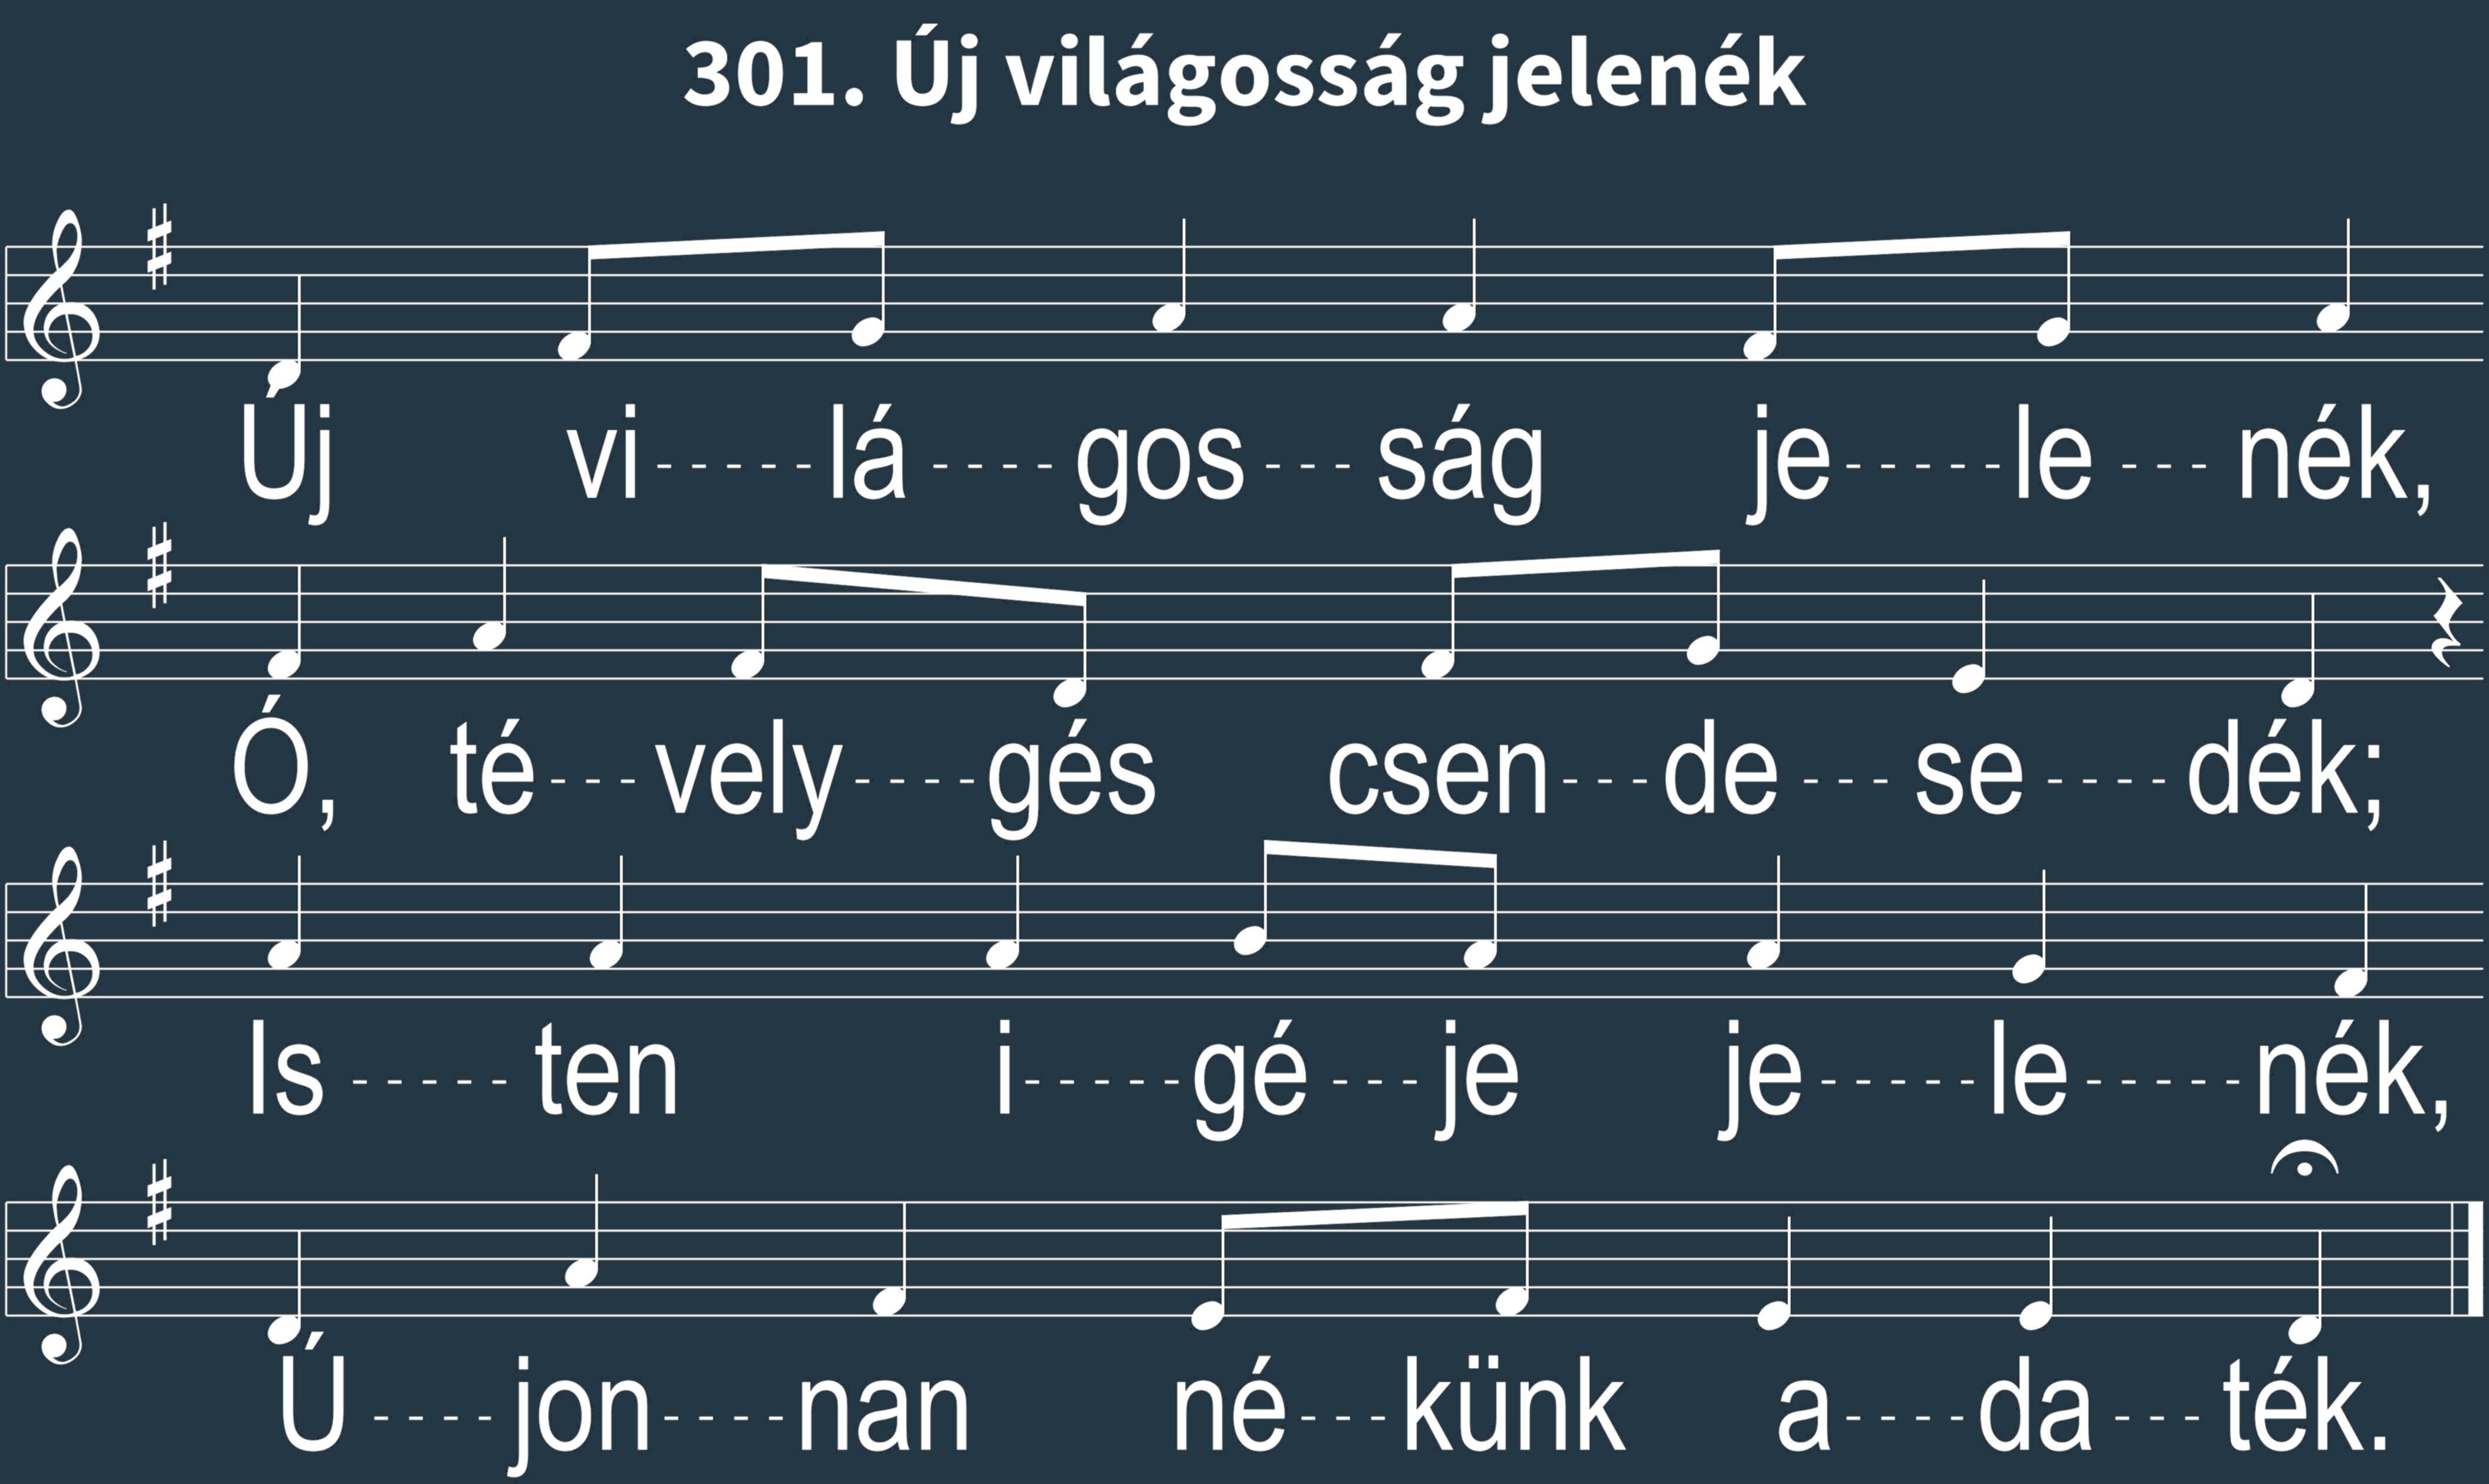 301. Új világosság jelenék
Új vi-----lá----gos---ság je-----le---nék,
Ó, té---vely----gés csen---de---se----dék;
Is-----ten i-----gé---je je-----le-----nék,
Ú----jon----nan né---künk a----da---ték.